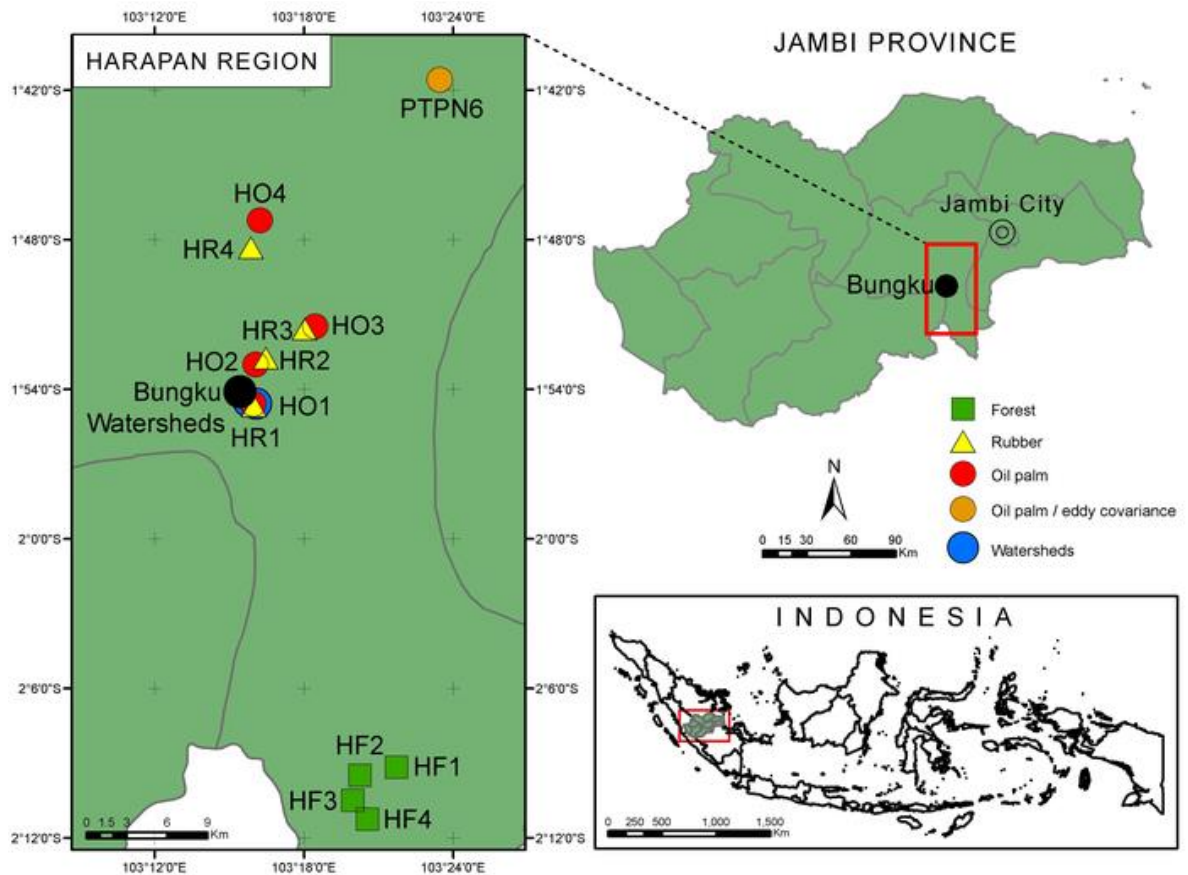 103°12'0"E 103°18'0"E 103°24'0"E
HARAPAN REGION
1°42'0"S
1°42'0"S
PTPN6
HO4
1°48'0"S
1°48'0"S
HR4
HR3
HO3
HO2
HR2
1°54'0"S
1°54'0"S
Bungku
HO1
Watersheds
HR1
2°0'0"S
2°0'0"S
2°6'0"S
2°6'0"S
HF2
HF1
HF3
HF4
0 1.5 3 6 9
Km
2°12'0"S
2°12'0"S
103°12'0"E 103°18'0"E 103°24'0"E
JAMBI PROVINCE
Jambi City
Bungku
Forest
Rubber
Oil palm
Oil palm / eddy covariance
Watersheds
N
0 15 30 60 90
Km
INDONESIA
0 250 500 1,000 1,500
Km